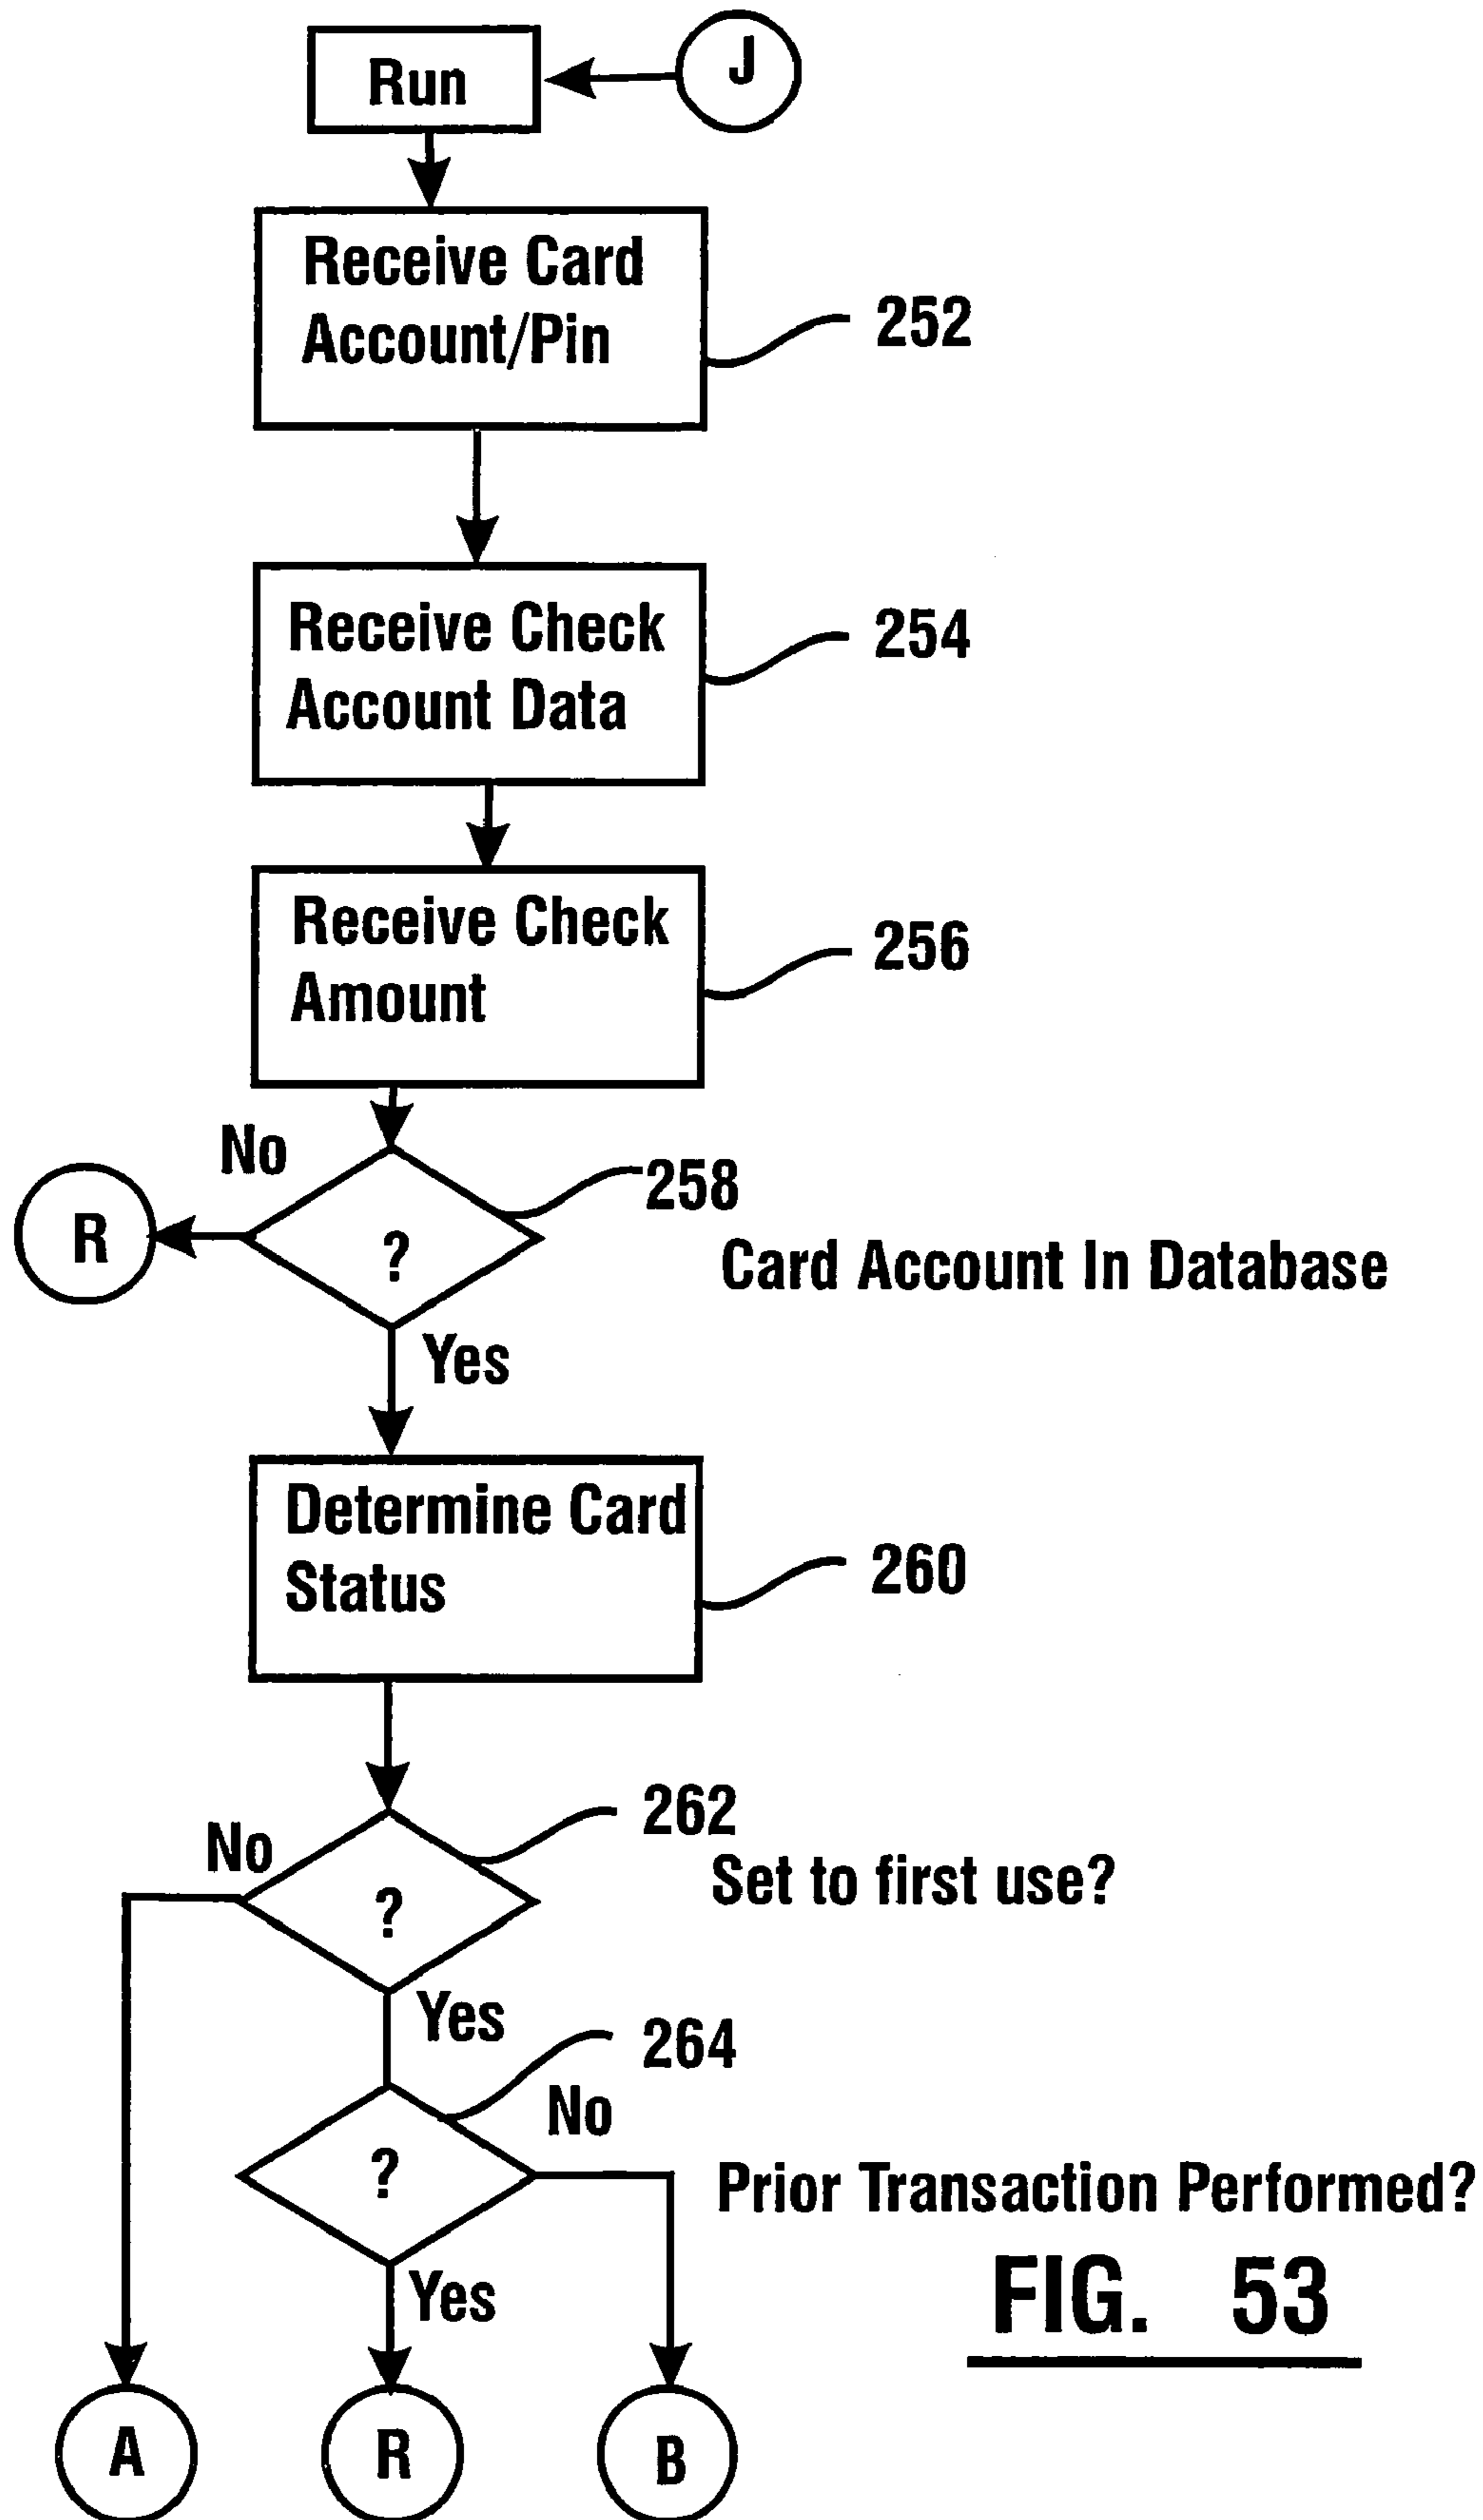 Run
J
Receive Card
Account/Pin
252
Receive Check
Account Data
254
Receive Check
Amount
256
No
258
R
?
Card Account In Database
Yes
Determine Card
Status
260
No
262
Set to first use?
?
Yes
264
No
?
Prior Transaction Performed?
Yes
FIG. 53
A
R
B